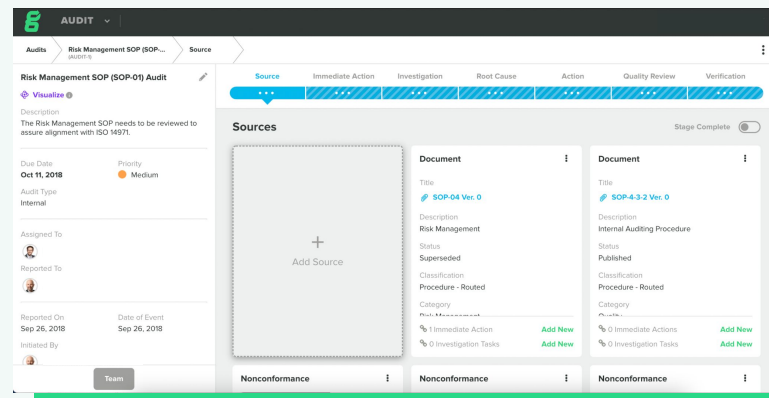 AUDIT
Audits
Risk Management SOP (SOP-...
(AUDIT-1)
Source
Risk Management SOP (SOP-01) Audit
Visualize
Description
The Risk Management SOP needs to be reviewed to
assure alignment with ISO 14971.
Due Date Priority
Oct 11, 2018 Medium
Audit Type
Internal
Assigned To
Reported To
Reported On Date of Event
Sep 26, 2018 Sep 26, 2018
Initiated By
Team
Source Immediate Action Investigation Root Cause Action Quality Review Verification
Sources
Stage Complete
+
Add Source
Document
Title
SOP-04 Ver. 0
Description
Risk Management
Status
Superseded
Classification
Procedure - Routed
Category
Risk Management
1 Immediate Action Add New
0 Investigation Tasks Add New
Document
Title
SOP-4-3-2 Ver. 0
Description
Internal Auditing Procedure
Status
Published
Classification
Procedure - Routed
Category
Quality
0 Immediate Actions Add New
0 Investigation Tasks Add New
Nonconformance
Nonconformance
Nonconformance